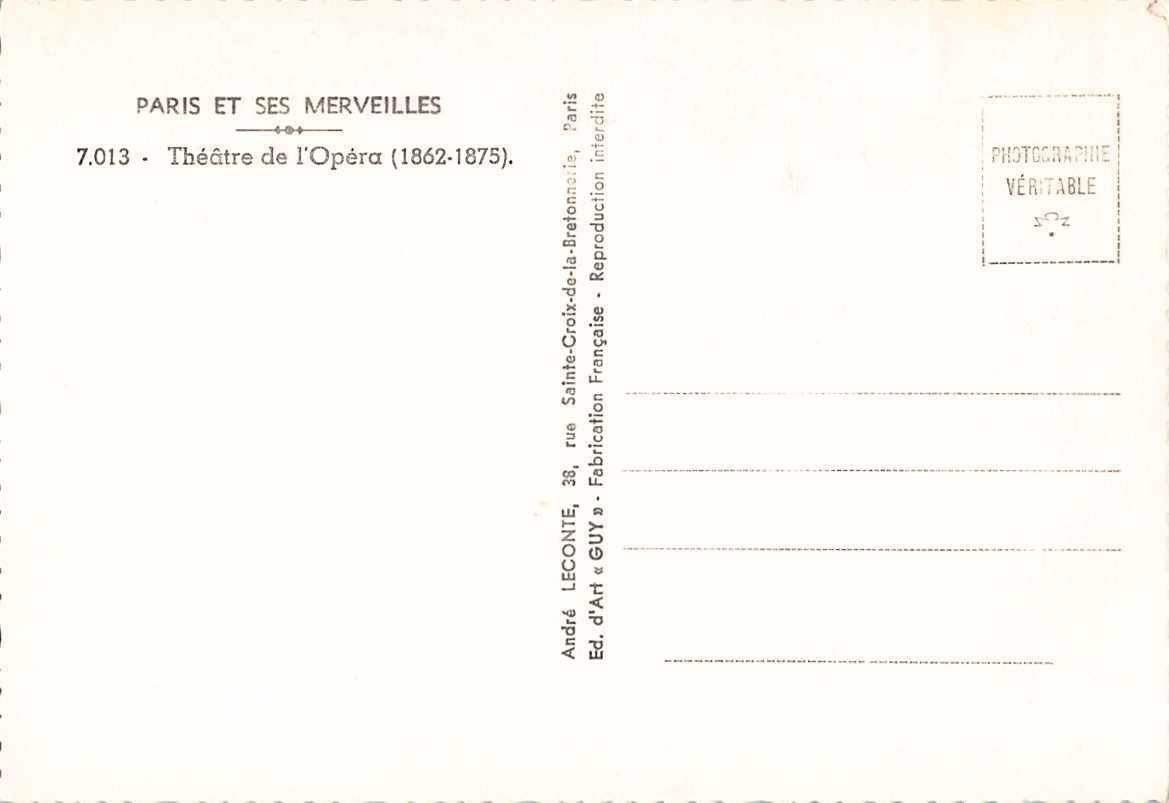 PARIS ET SES MERVEILLES
7.013 - Théâtre de l'Opéra (1862-1875).
André LECONTE, 38, rue Sainte-Croix-de-la-Bretonnerie, Paris
Ed. d'Art « GUY » - Fabrication Française - Reproduction interdite
PHOTOGRAPHIE
VÉRITABLE